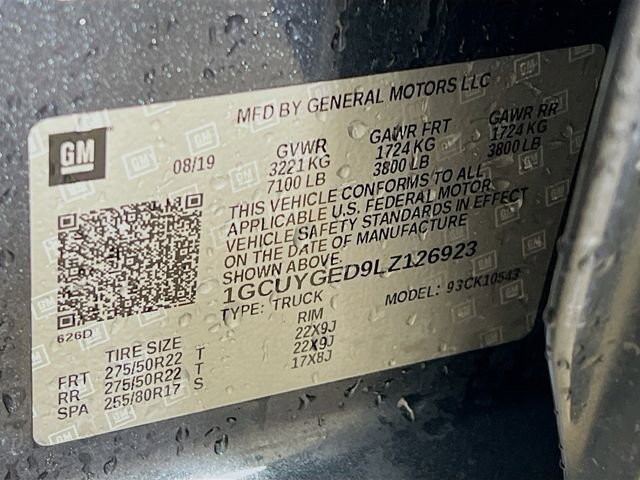 MFD BY GENERAL MOTORS LLC
GM
08/19
GVWR GAWR FRT GAWR RR
3221 KG 1724 KG 1724 KG
7100 LB 3800 LB 3800 LB
THIS VEHICLE CONFORMS TO ALL
APPLICABLE U.S. FEDERAL MOTOR
VEHICLE SAFETY STANDARDS IN EFFECT
ON THE DATE OF MANUFACTURE
SHOWN ABOVE.
1GCUYGED9LZ126923
TYPE: TRUCK MODEL: 93CK10543
626D
TIRE SIZE RIM
FRT 275/50R22 T 22X9J
RR 275/50R22 T 22X9J
SPA 255/80R17 S 17X8J